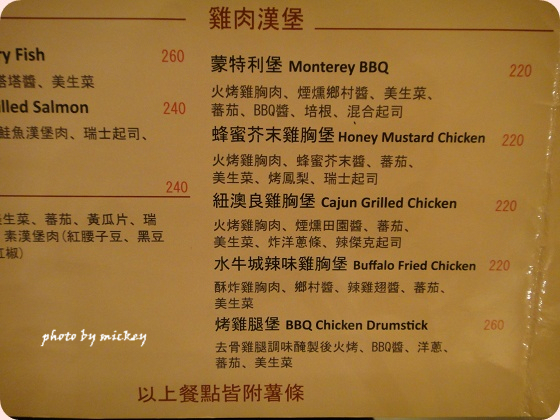 ry Fish 260
塔塔醬、美生菜
lled Salmon 240
鮭魚漢堡肉、瑞士起司、
240
生菜、蕃茄、黃瓜片、瑞
素漢堡肉(紅腰子豆、黑豆
紅椒)
雞肉漢堡
蒙特利堡 Monterey BBQ 220
火烤雞胸肉、煙燻鄉村醬、美生菜、
蕃茄、BBQ醬、培根、混合起司
蜂蜜芥末雞胸堡 Honey Mustard Chicken 220
火烤雞胸肉、蜂蜜芥末醬、蕃茄、
美生菜、烤鳳梨、瑞士起司
紐澳良雞胸堡 Cajun Grilled Chicken 220
火烤雞胸肉、煙燻田園醬、蕃茄、
美生菜、炸洋蔥條、辣傑克起司
水牛城辣味雞胸堡 Buffalo Fried Chicken 220
酥炸雞胸肉、鄉村醬、辣雞翅醬、蕃茄、
美生菜
烤雞腿堡 BBQ Chicken Drumstick 260
去骨雞腿調味醃製後火烤、BBQ醬、洋蔥、
蕃茄、美生菜
以上餐點皆附薯條
photo by mickey